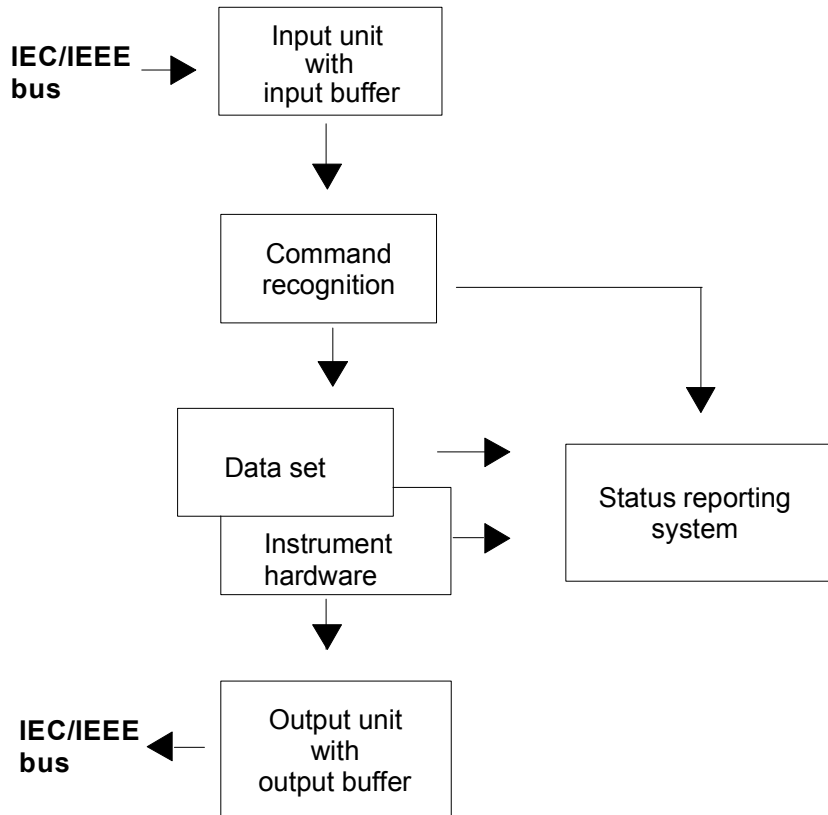 IEC/IEEE
bus
Input unit
with
input buffer
Command
recognition
Data set
Instrument
hardware
Status reporting
system
IEC/IEEE
bus
Output unit
with
output buffer